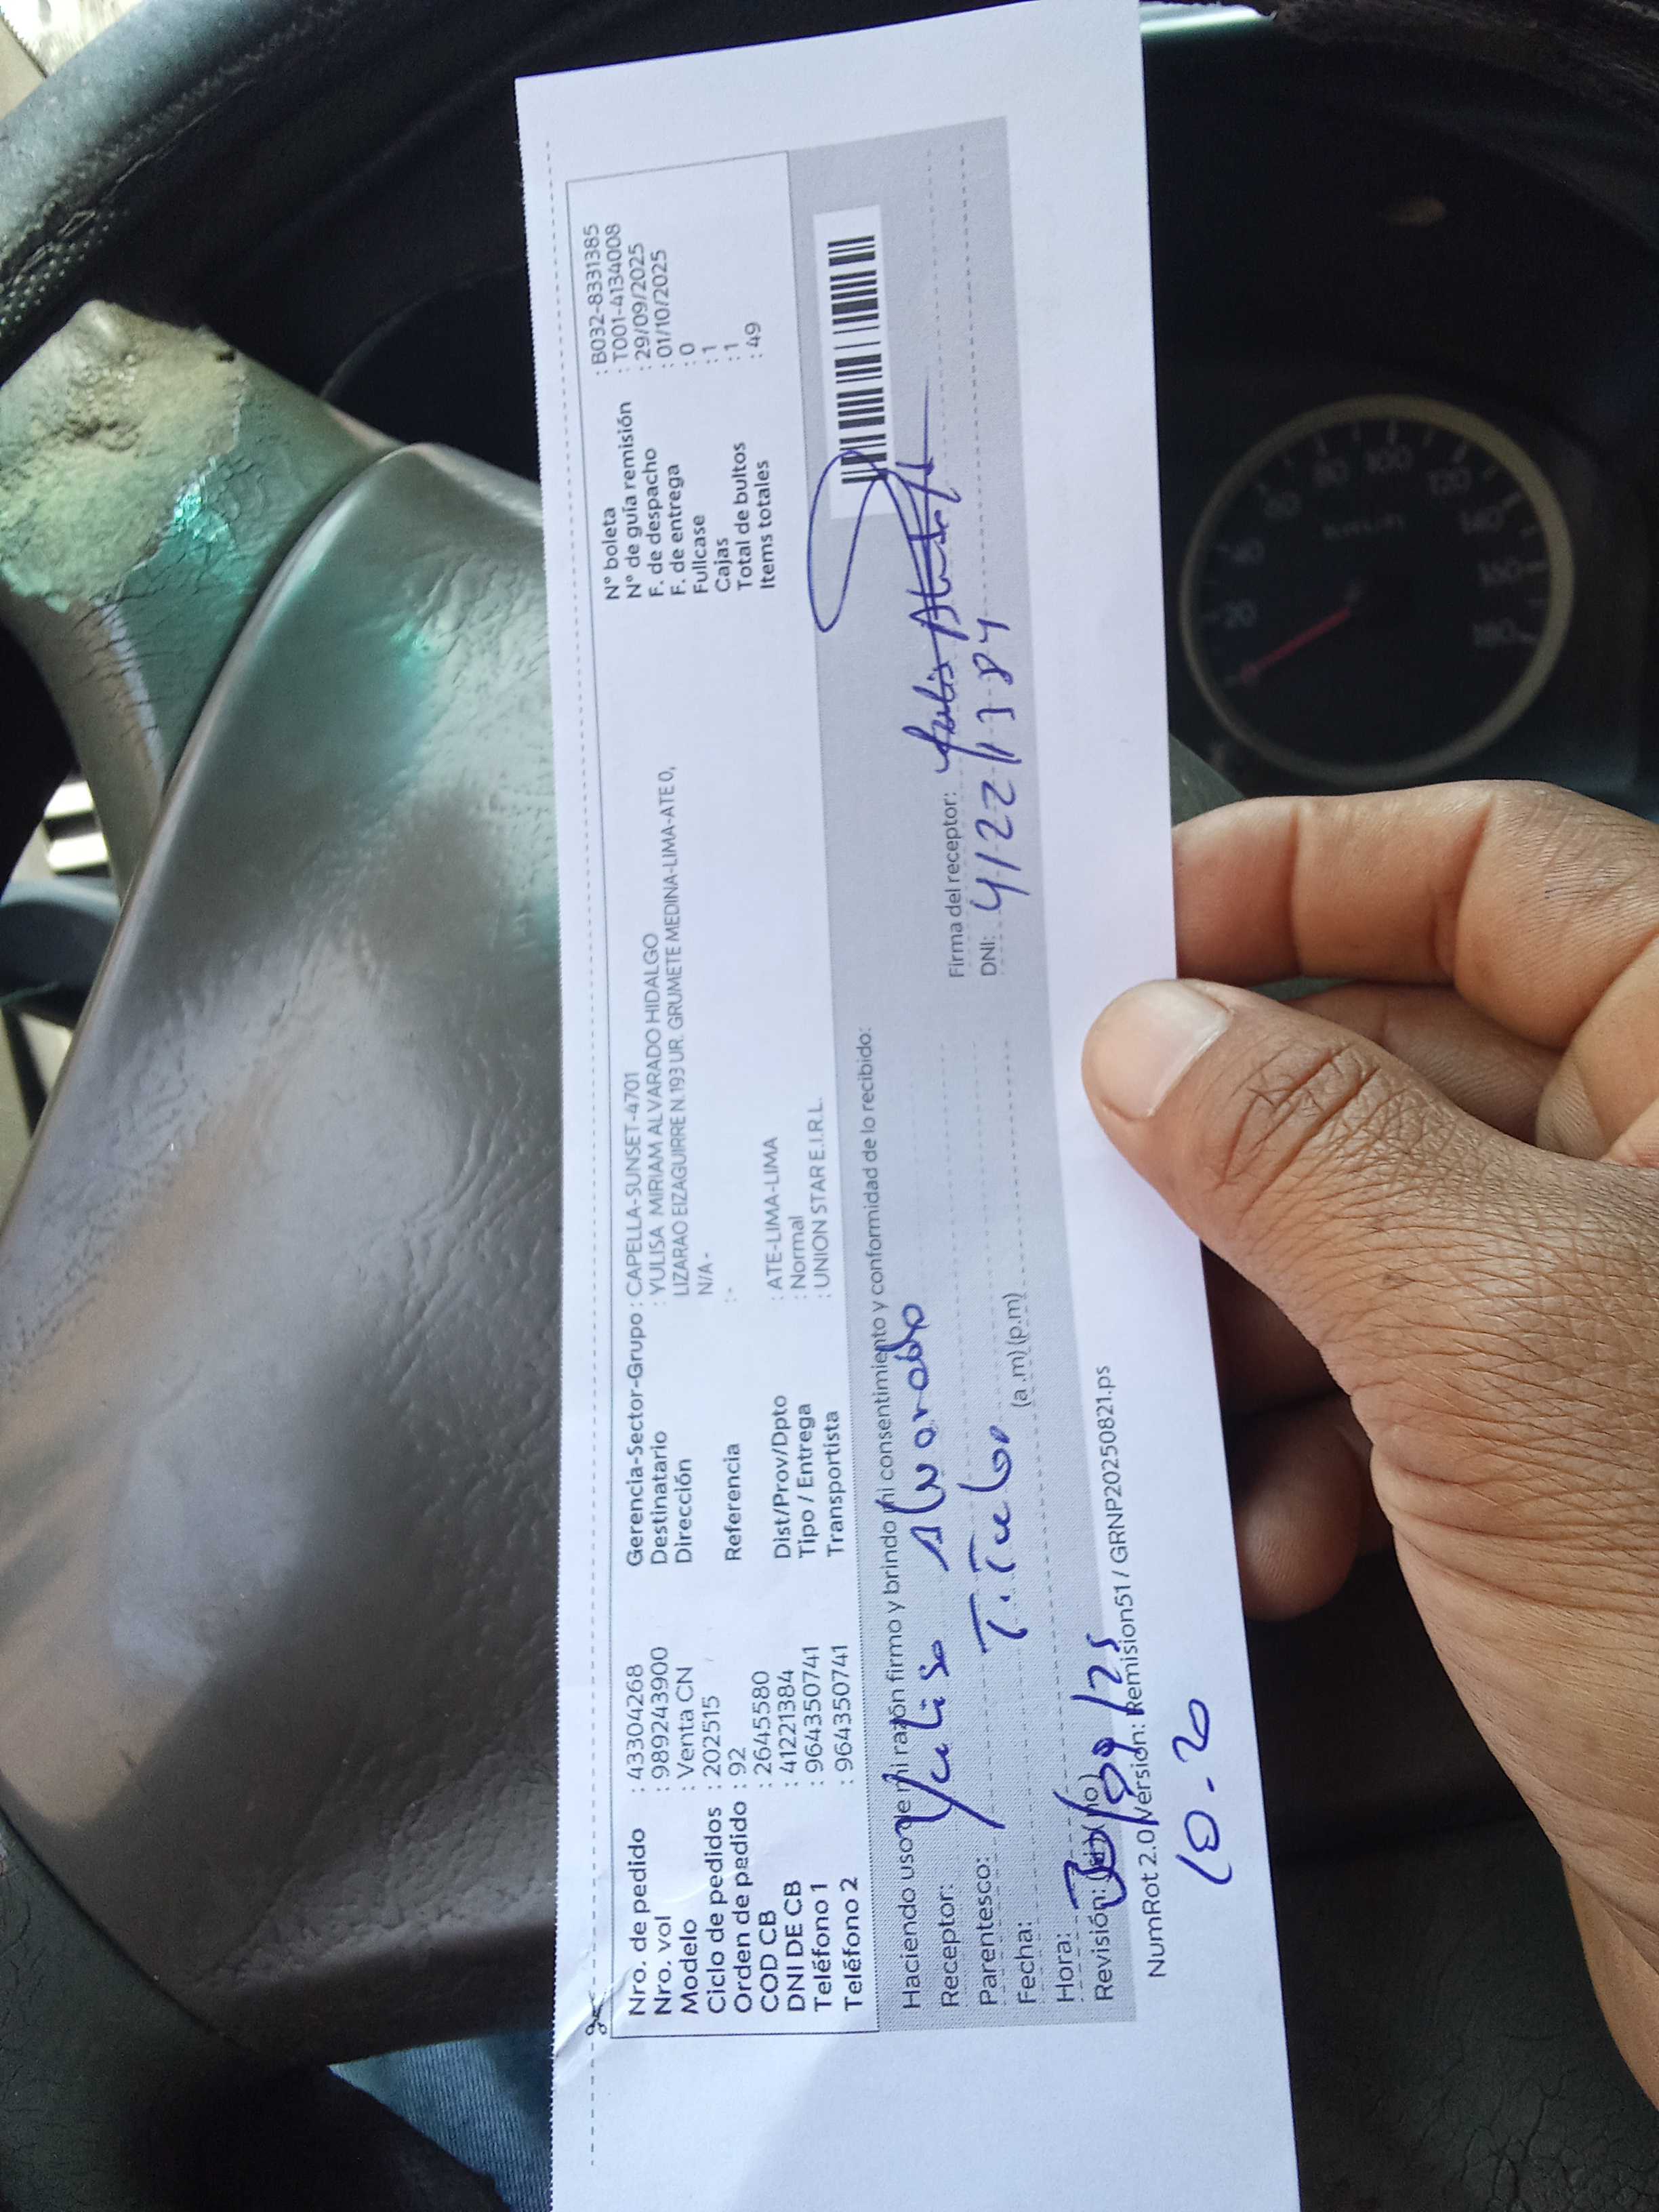 Nro. de pedido : 43304268
Nro. vol : 989243900
Modelo : Venta CN
Ciclo de pedidos : 202515
Orden de pedido : 92
COD CB : 2645580
DNI DE CB : 41221384
Teléfono 1 : 964350741
Teléfono 2 : 964350741
Gerencia-Sector-Grupo : CAPELLA-SUNSET-4701
Destinatario : YULISA MIRIAM ALVARADO HIDALGO
Dirección LIZARAO EIZAGUIRRE N. 193 UR. GRUMETE MEDINA-LIMA-ATE 0,
N/A -
Referencia : -
Dist/Prov/Dpto : ATE-LIMA-LIMA
Tipo / Entrega : Normal
Transportista : UNION STAR E.I.R.L.
N° boleta : B032-8331385
N° de guía remisión : T001-4134008
F. de despacho : 29/09/2025
F. de entrega : 01/10/2025
Fullcase : 0
Cajas : 1
Total de bultos : 1
Items totales : 49
Haciendo uso de mi razón firmo y brindo mi consentimiento y conformidad de lo recibido:
Receptor: Yulisa Alvarado
Parentesco: Titular
Fecha:
Hora: 30/09/25 (a.m) (p.m)
Revisión: (si) (no)
Firma del receptor:
DNI: 41221384
NumRot 2.0 Versión: Remision51 / GRNP20250821.ps
10.20